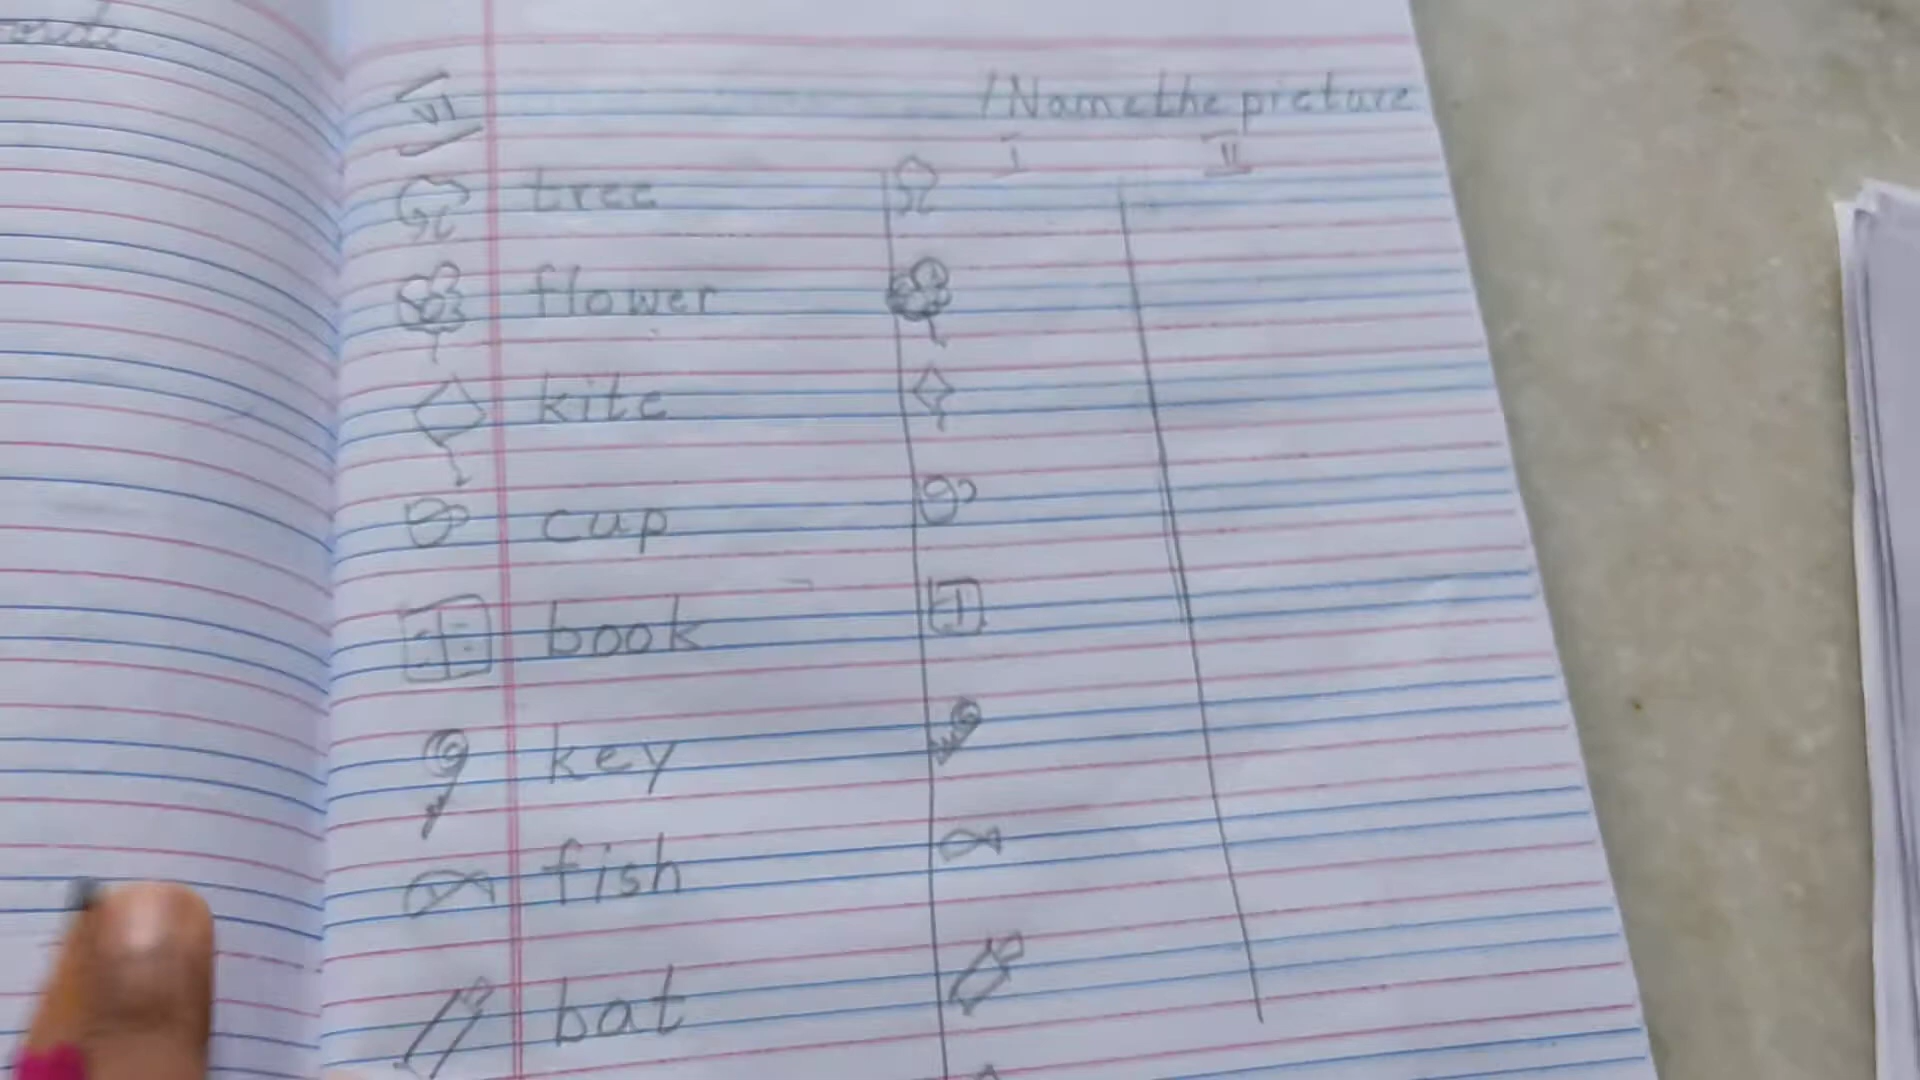 VI
/ Name the picture
I II
tree
flower
kite
cup
book
key
fish
bat